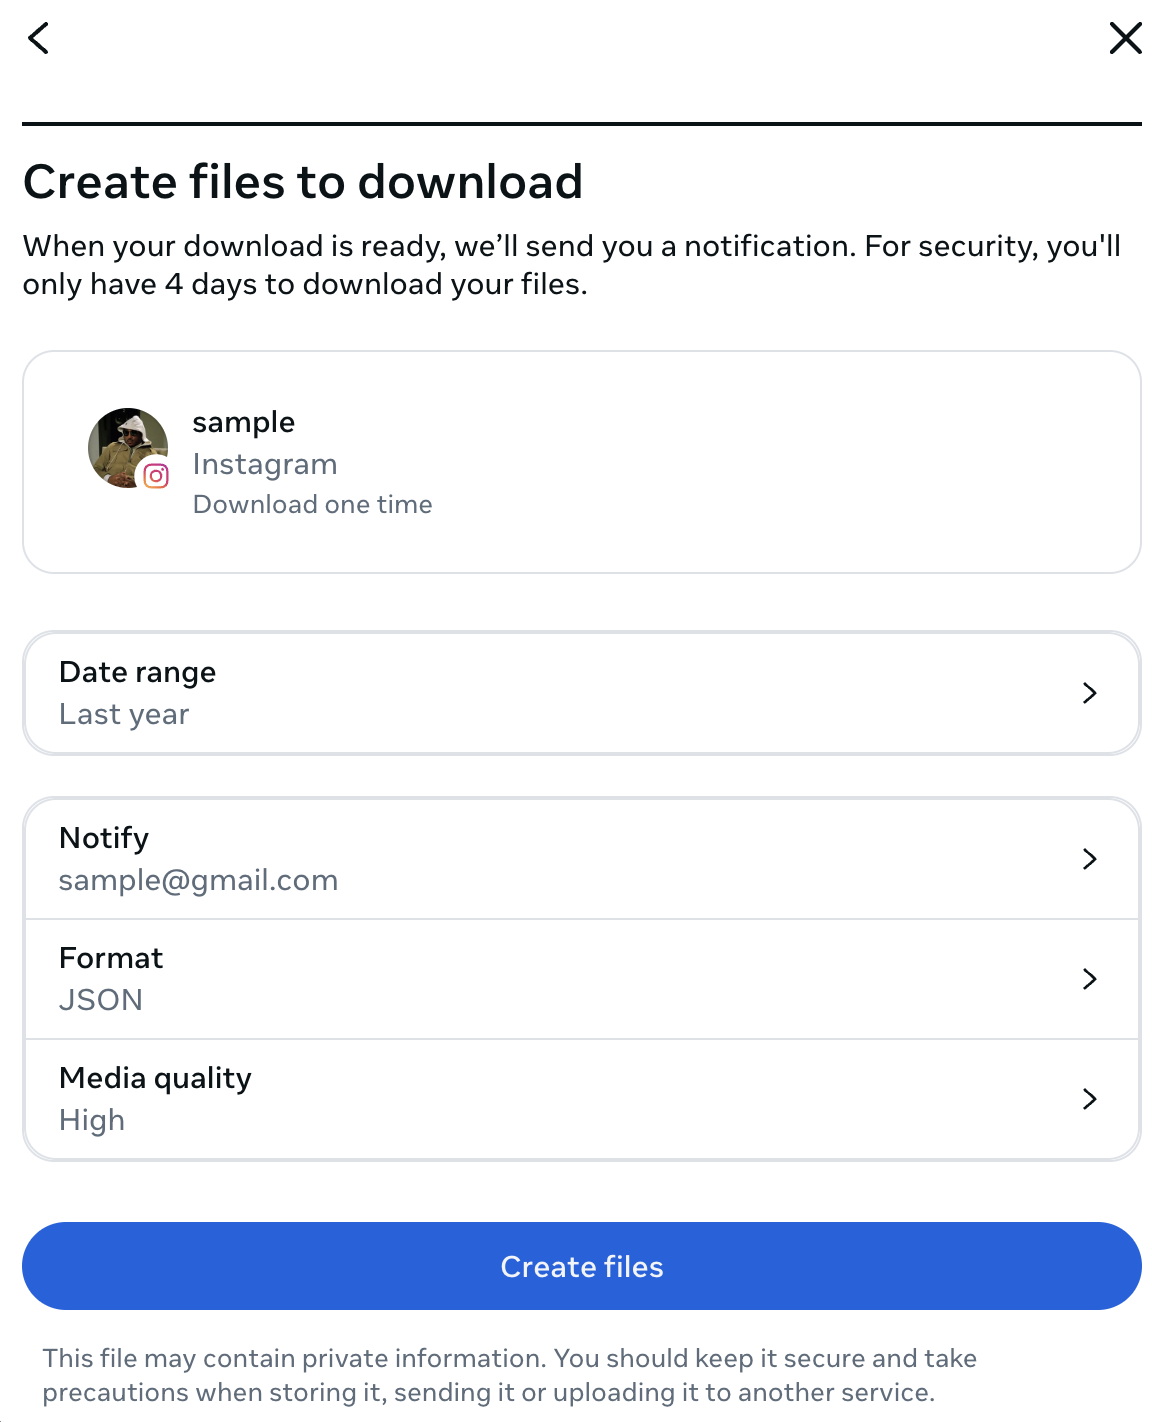 Create files to download
When your download is ready, we’ll send you a notification. For security, you'll
only have 4 days to download your files.
sample
Instagram
Download one time
Date range
Last year
Notify
sample@gmail.com
Format
JSON
Media quality
High
Create files
This file may contain private information. You should keep it secure and take
precautions when storing it, sending it or uploading it to another service.